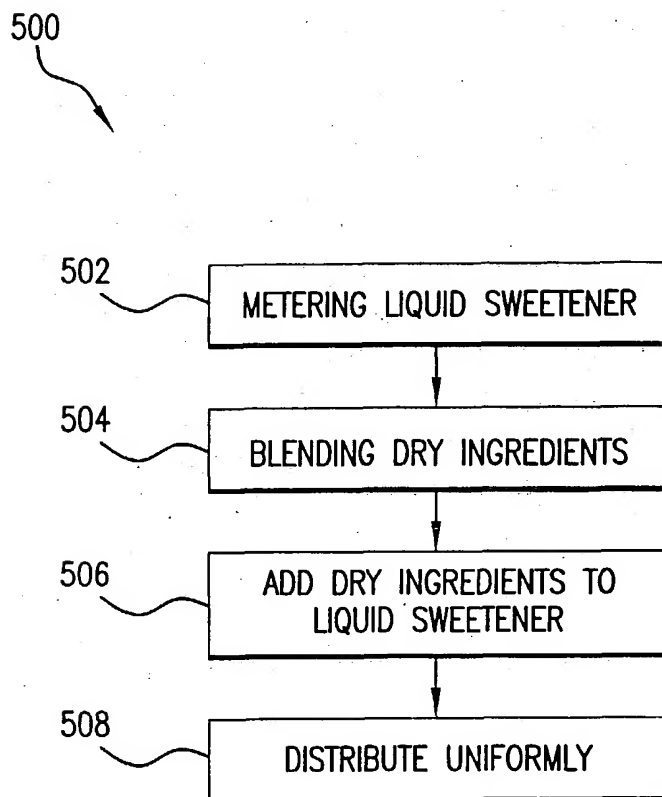 500
502
METERING LIQUID SWEETENER
504
BLENDING DRY INGREDIENTS
506
ADD DRY INGREDIENTS TO
LIQUID SWEETENER
508
DISTRIBUTE UNIFORMLY